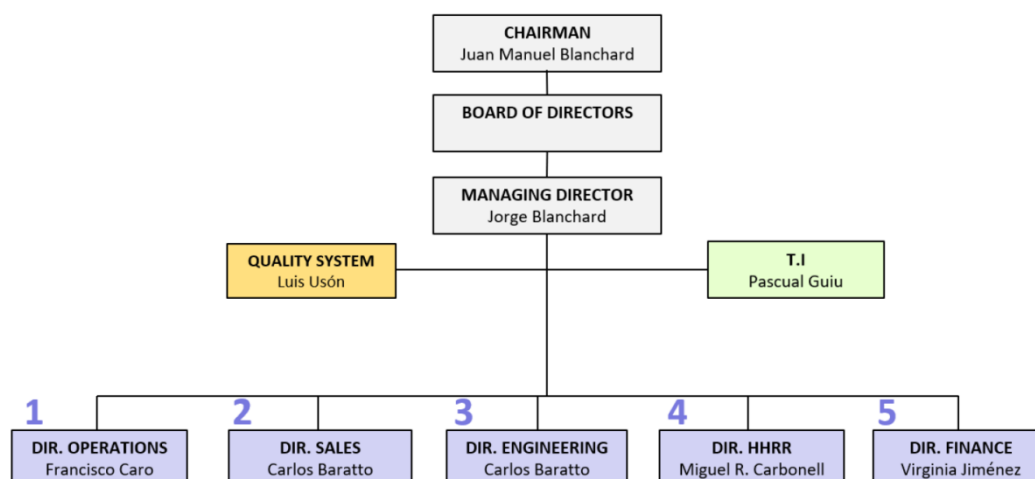 CHAIRMAN
Juan Manuel Blanchard
BOARD OF DIRECTORS
MANAGING DIRECTOR
Jorge Blanchard
QUALITY SYSTEM
Luis Usón
T.I
Pascual Guiu
1
DIR. OPERATIONS
Francisco Caro
2
DIR. SALES
Carlos Baratto
3
DIR. ENGINEERING
Carlos Baratto
4
DIR. HHRR
Miguel R. Carbonell
5
DIR. FINANCE
Virginia Jiménez